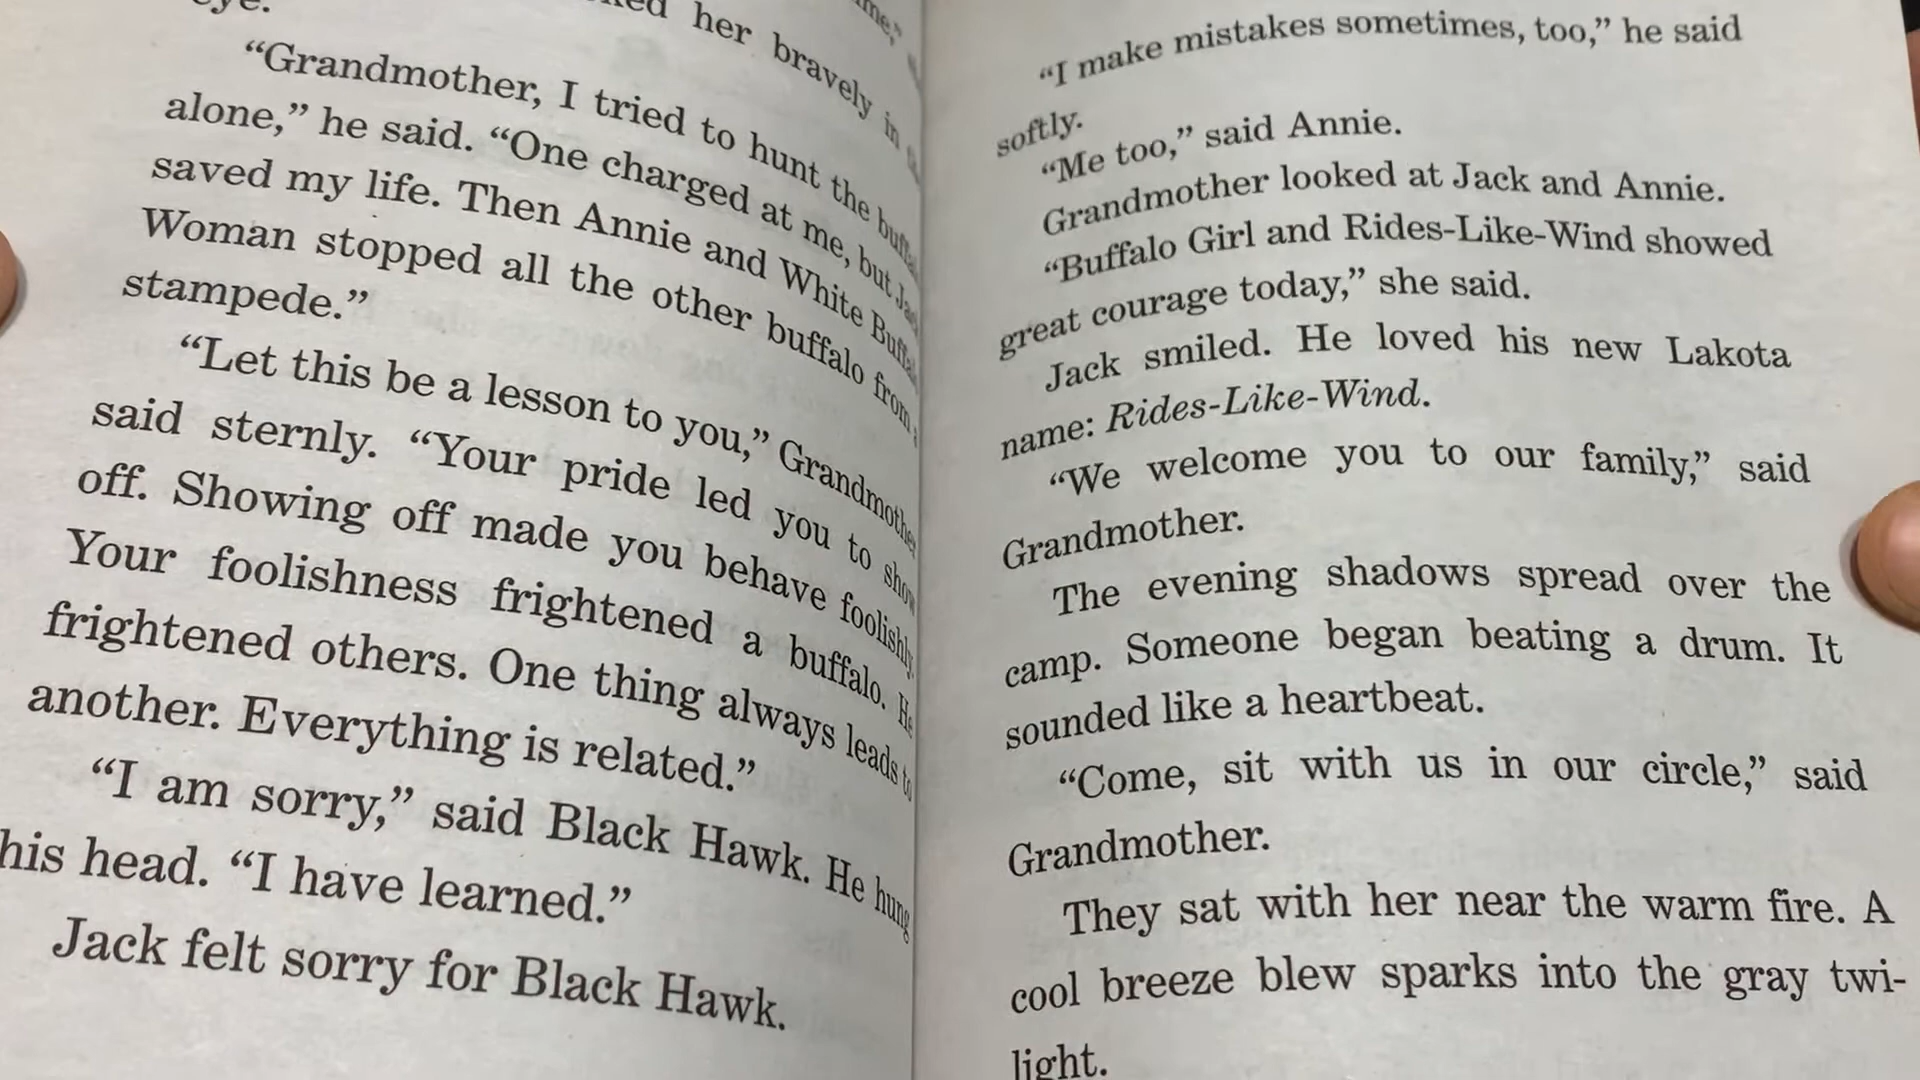 her bravely in
"Grandmother, I tried to hunt the
alone," he said. "One charged at me, but
saved my life. Then Annie and White
Woman stopped all the other buffalo from
stampede."
"Let this be a lesson to you," Grandmother
said sternly. "Your pride led you to show
off. Showing off made you behave foolishly.
Your foolishness frightened a buffalo. He
frightened others. One thing always leads to
another. Everything is related."
"I am sorry," said Black Hawk. He hung
his head. "I have learned."
Jack felt sorry for Black Hawk.
"I make mistakes sometimes, too," he said
softly.
"Me too," said Annie.
Grandmother looked at Jack and Annie.
"Buffalo Girl and Rides-Like-Wind showed
great courage today," she said.
Jack smiled. He loved his new Lakota
name: Rides-Like-Wind.
"We welcome you to our family," said
Grandmother.
The evening shadows spread over the
camp. Someone began beating a drum. It
sounded like a heartbeat.
"Come, sit with us in our circle," said
Grandmother.
They sat with her near the warm fire. A
cool breeze blew sparks into the gray twi-
light.